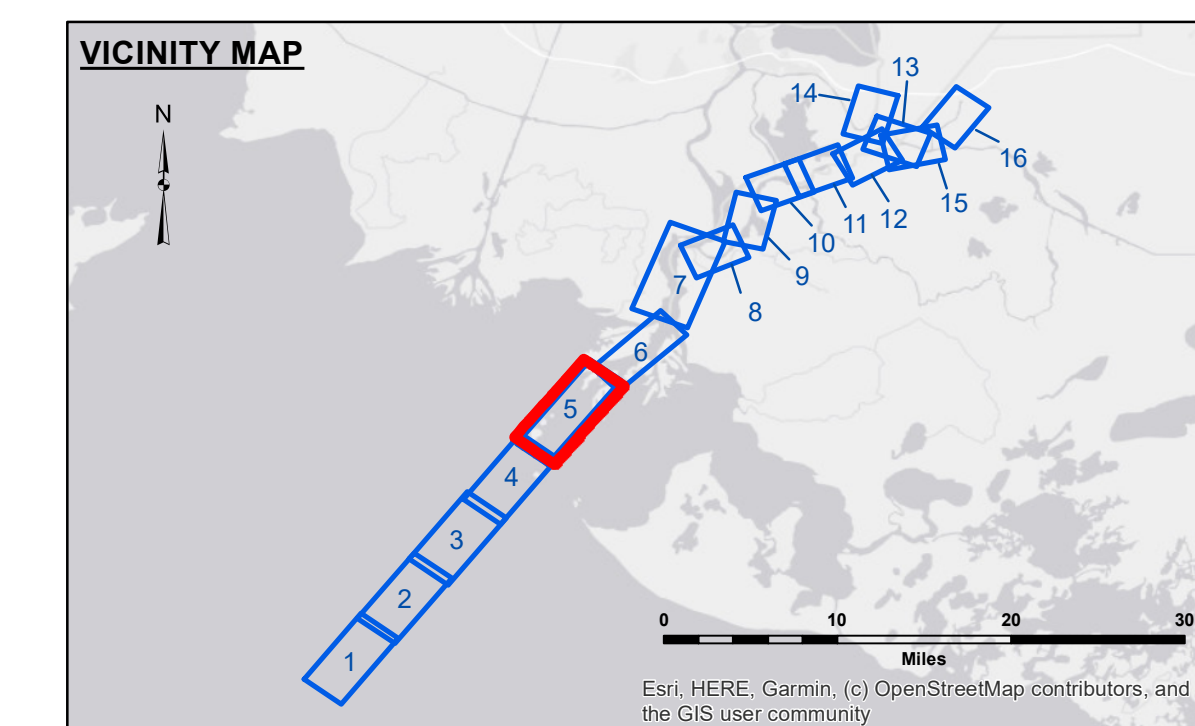 VICINITY MAP
N
13
14
16
15
12
11
10
9
7
8
6
5
4
3
2
1
0 10 20 30
Miles
Esri, HERE, Garmin, (c) OpenStreetMap contributors, and
the GIS user community